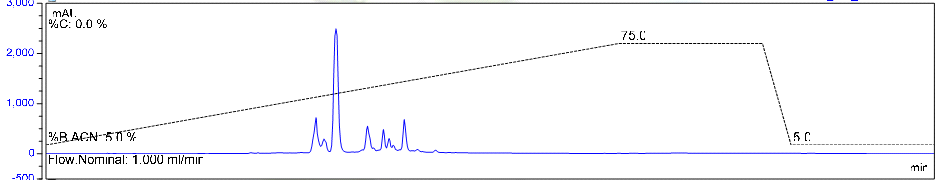 3,000
mAU
%C: 0.0 %
75.0
2,000
1,000
%B ACN: 5.0 %
5.0
0
Flow.Nominal: 1.000 ml/min
min
-500